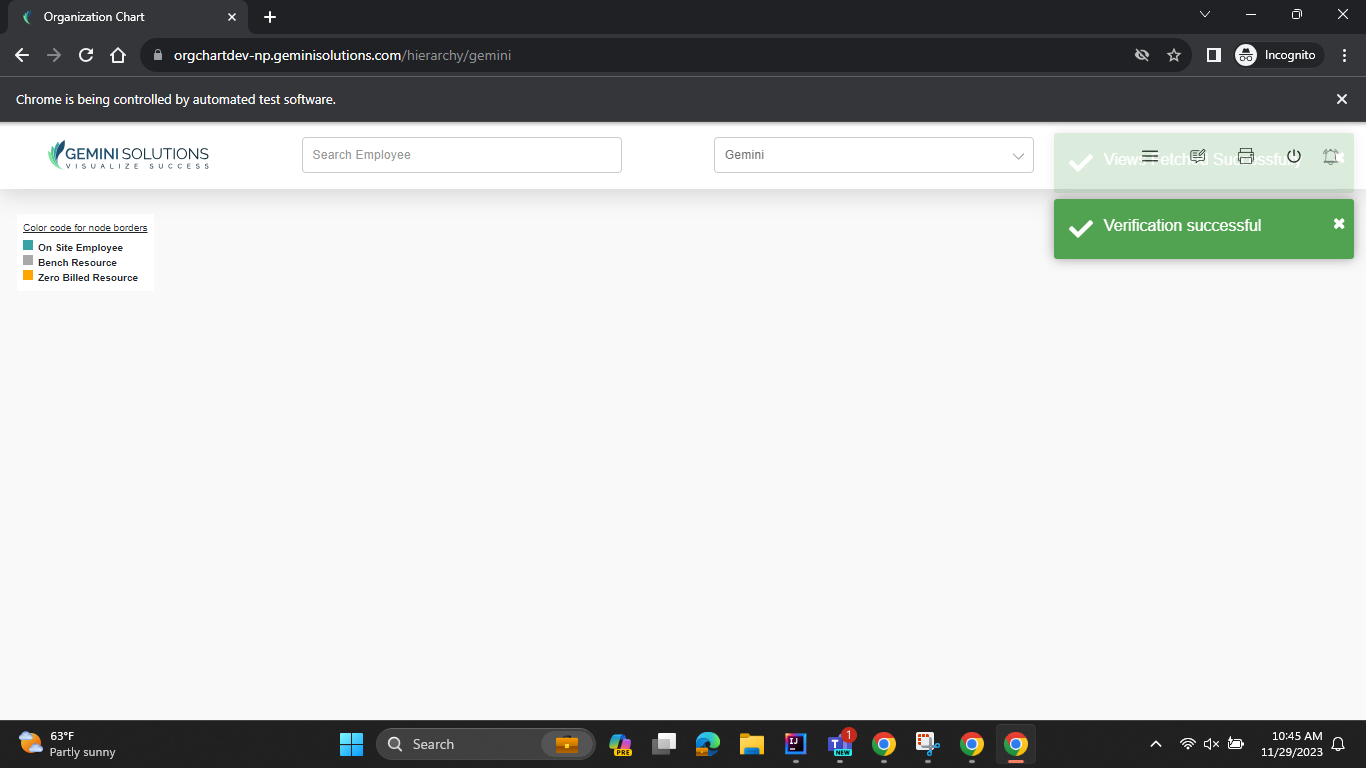 Organization Chart
orgchartdev-np.geminisolutions.com/hierarchy/gemini
Incognito
Chrome is being controlled by automated test software.
GEMINI SOLUTIONS
VISUALIZE SUCCESS
Search Employee
Gemini
Views Fetched Successfully
Verification successful
Color code for node borders
On Site Employee
Bench Resource
Zero Billed Resource
63°F
Partly sunny
Search
PRE
IJ
T
NEW
1
10:45 AM
11/29/2023